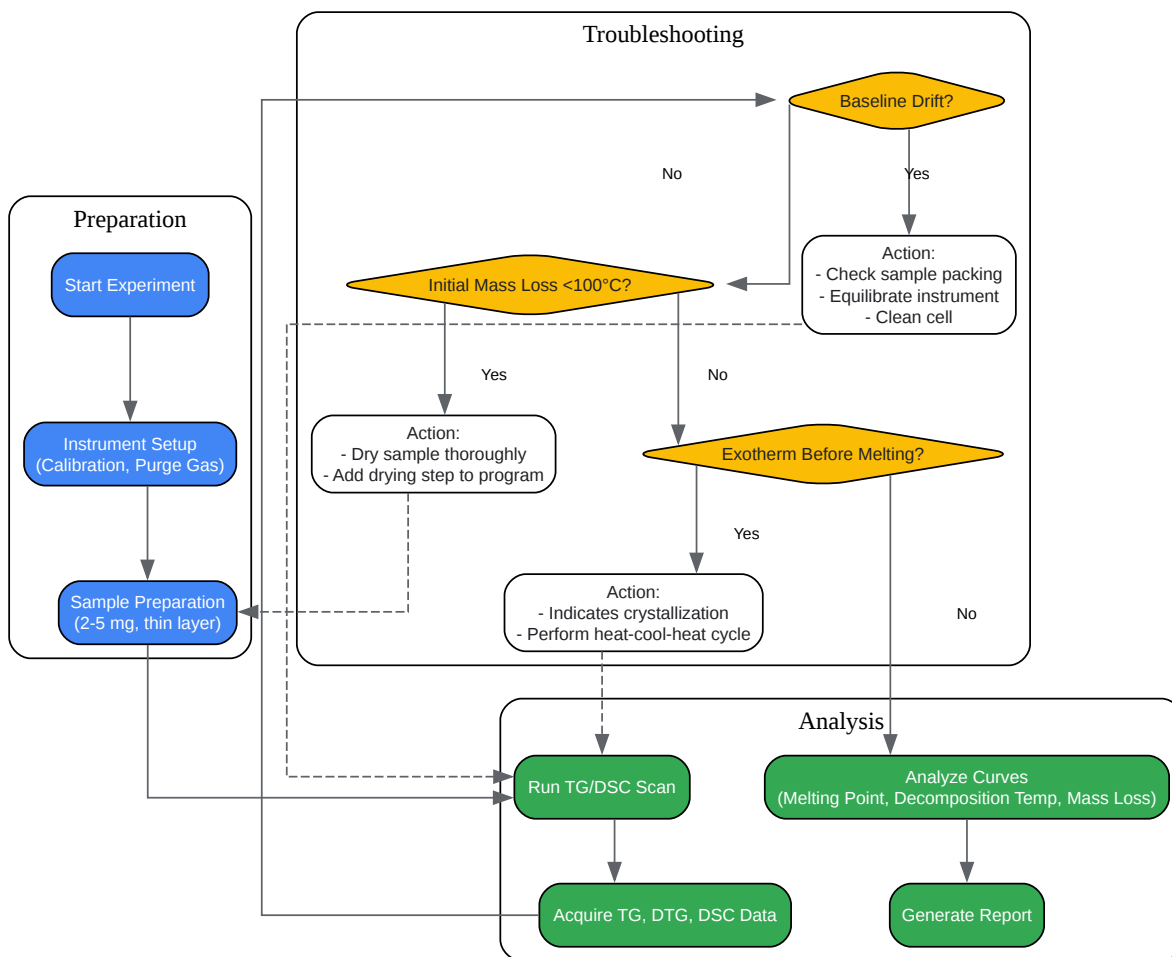 Troubleshooting
Baseline Drift?
No
Yes
Preparation
Start Experiment
Action:
- Check sample packing
- Equilibrate instrument
- Clean cell
Initial Mass Loss <100°C?
Yes
No
Instrument Setup
(Calibration, Purge Gas)
Action:
- Dry sample thoroughly
- Add drying step to program
Exotherm Before Melting?
Yes
No
Sample Preparation
(2-5 mg, thin layer)
Action:
- Indicates crystallization
- Perform heat-cool-heat cycle
Analysis
Run TG/DSC Scan
Analyze Curves
(Melting Point, Decomposition Temp, Mass Loss)
Acquire TG, DTG, DSC Data
Generate Report